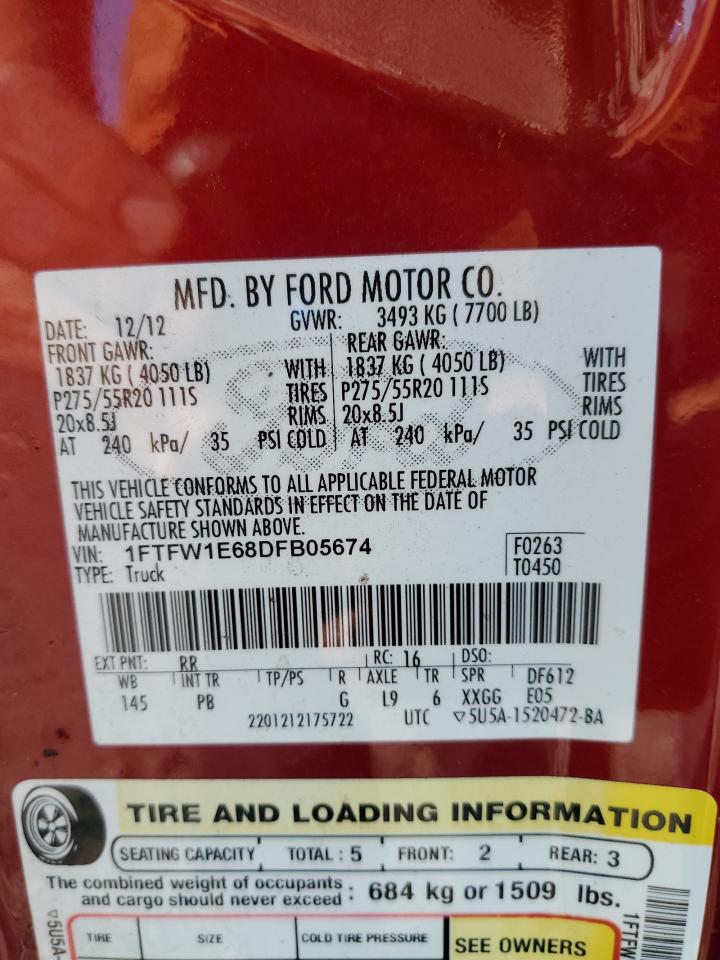 MFD. BY FORD MOTOR CO.
DATE: 12/12 GVWR: 3493 KG ( 7700 LB)
FRONT GAWR: REAR GAWR:
1837 KG ( 4050 LB) WITH 1837 KG ( 4050 LB) WITH
P275/55R20 111S TIRES P275/55R20 111S TIRES
20x8.5J RIMS 20x8.5J RIMS
AT 240 kPa/ 35 PSI COLD AT 240 kPa/ 35 PSI COLD
THIS VEHICLE CONFORMS TO ALL APPLICABLE FEDERAL MOTOR
VEHICLE SAFETY STANDARDS IN EFFECT ON THE DATE OF
MANUFACTURE SHOWN ABOVE.
VIN: 1FTFW1E68DFB05674 F0263
TYPE: Truck T0450
EXT PNT: RR RC: 16 DSO:
WB INT TR TP/PS R AXLE TR SPR DF612
145 PB G L9 6 XXGG E05
2201212175722 UTC ▽5U5A-1520472-BA
TIRE AND LOADING INFORMATION
SEATING CAPACITY TOTAL : 5 FRONT: 2 REAR: 3
The combined weight of occupants and cargo should never exceed : 684 kg or 1509 lbs.
TIRE SIZE COLD TIRE PRESSURE SEE OWNERS
▽5U5A-
1FTFW